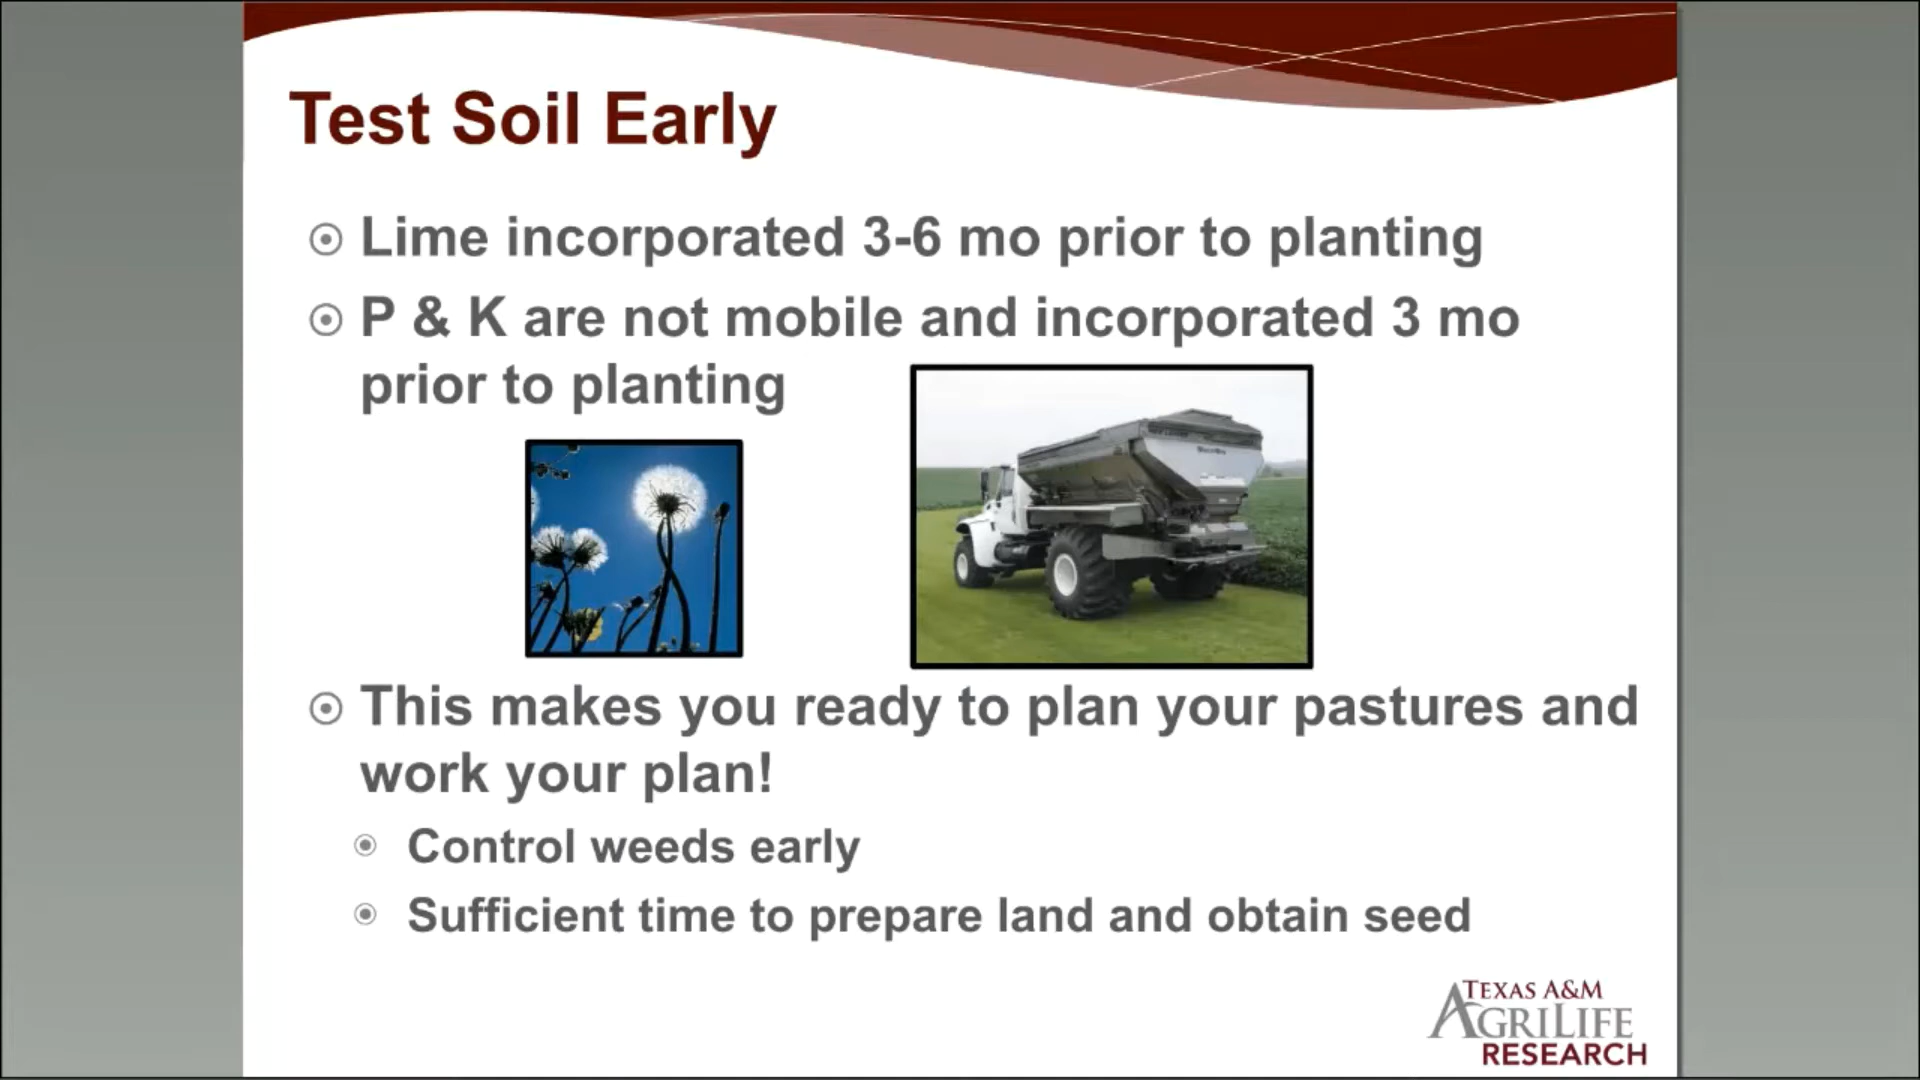 Test Soil Early
Lime incorporated 3-6 mo prior to planting
P & K are not mobile and incorporated 3 mo
prior to planting
This makes you ready to plan your pastures and
work your plan!
Control weeds early
Sufficient time to prepare land and obtain seed
TEXAS A&M
AGRILIFE
RESEARCH